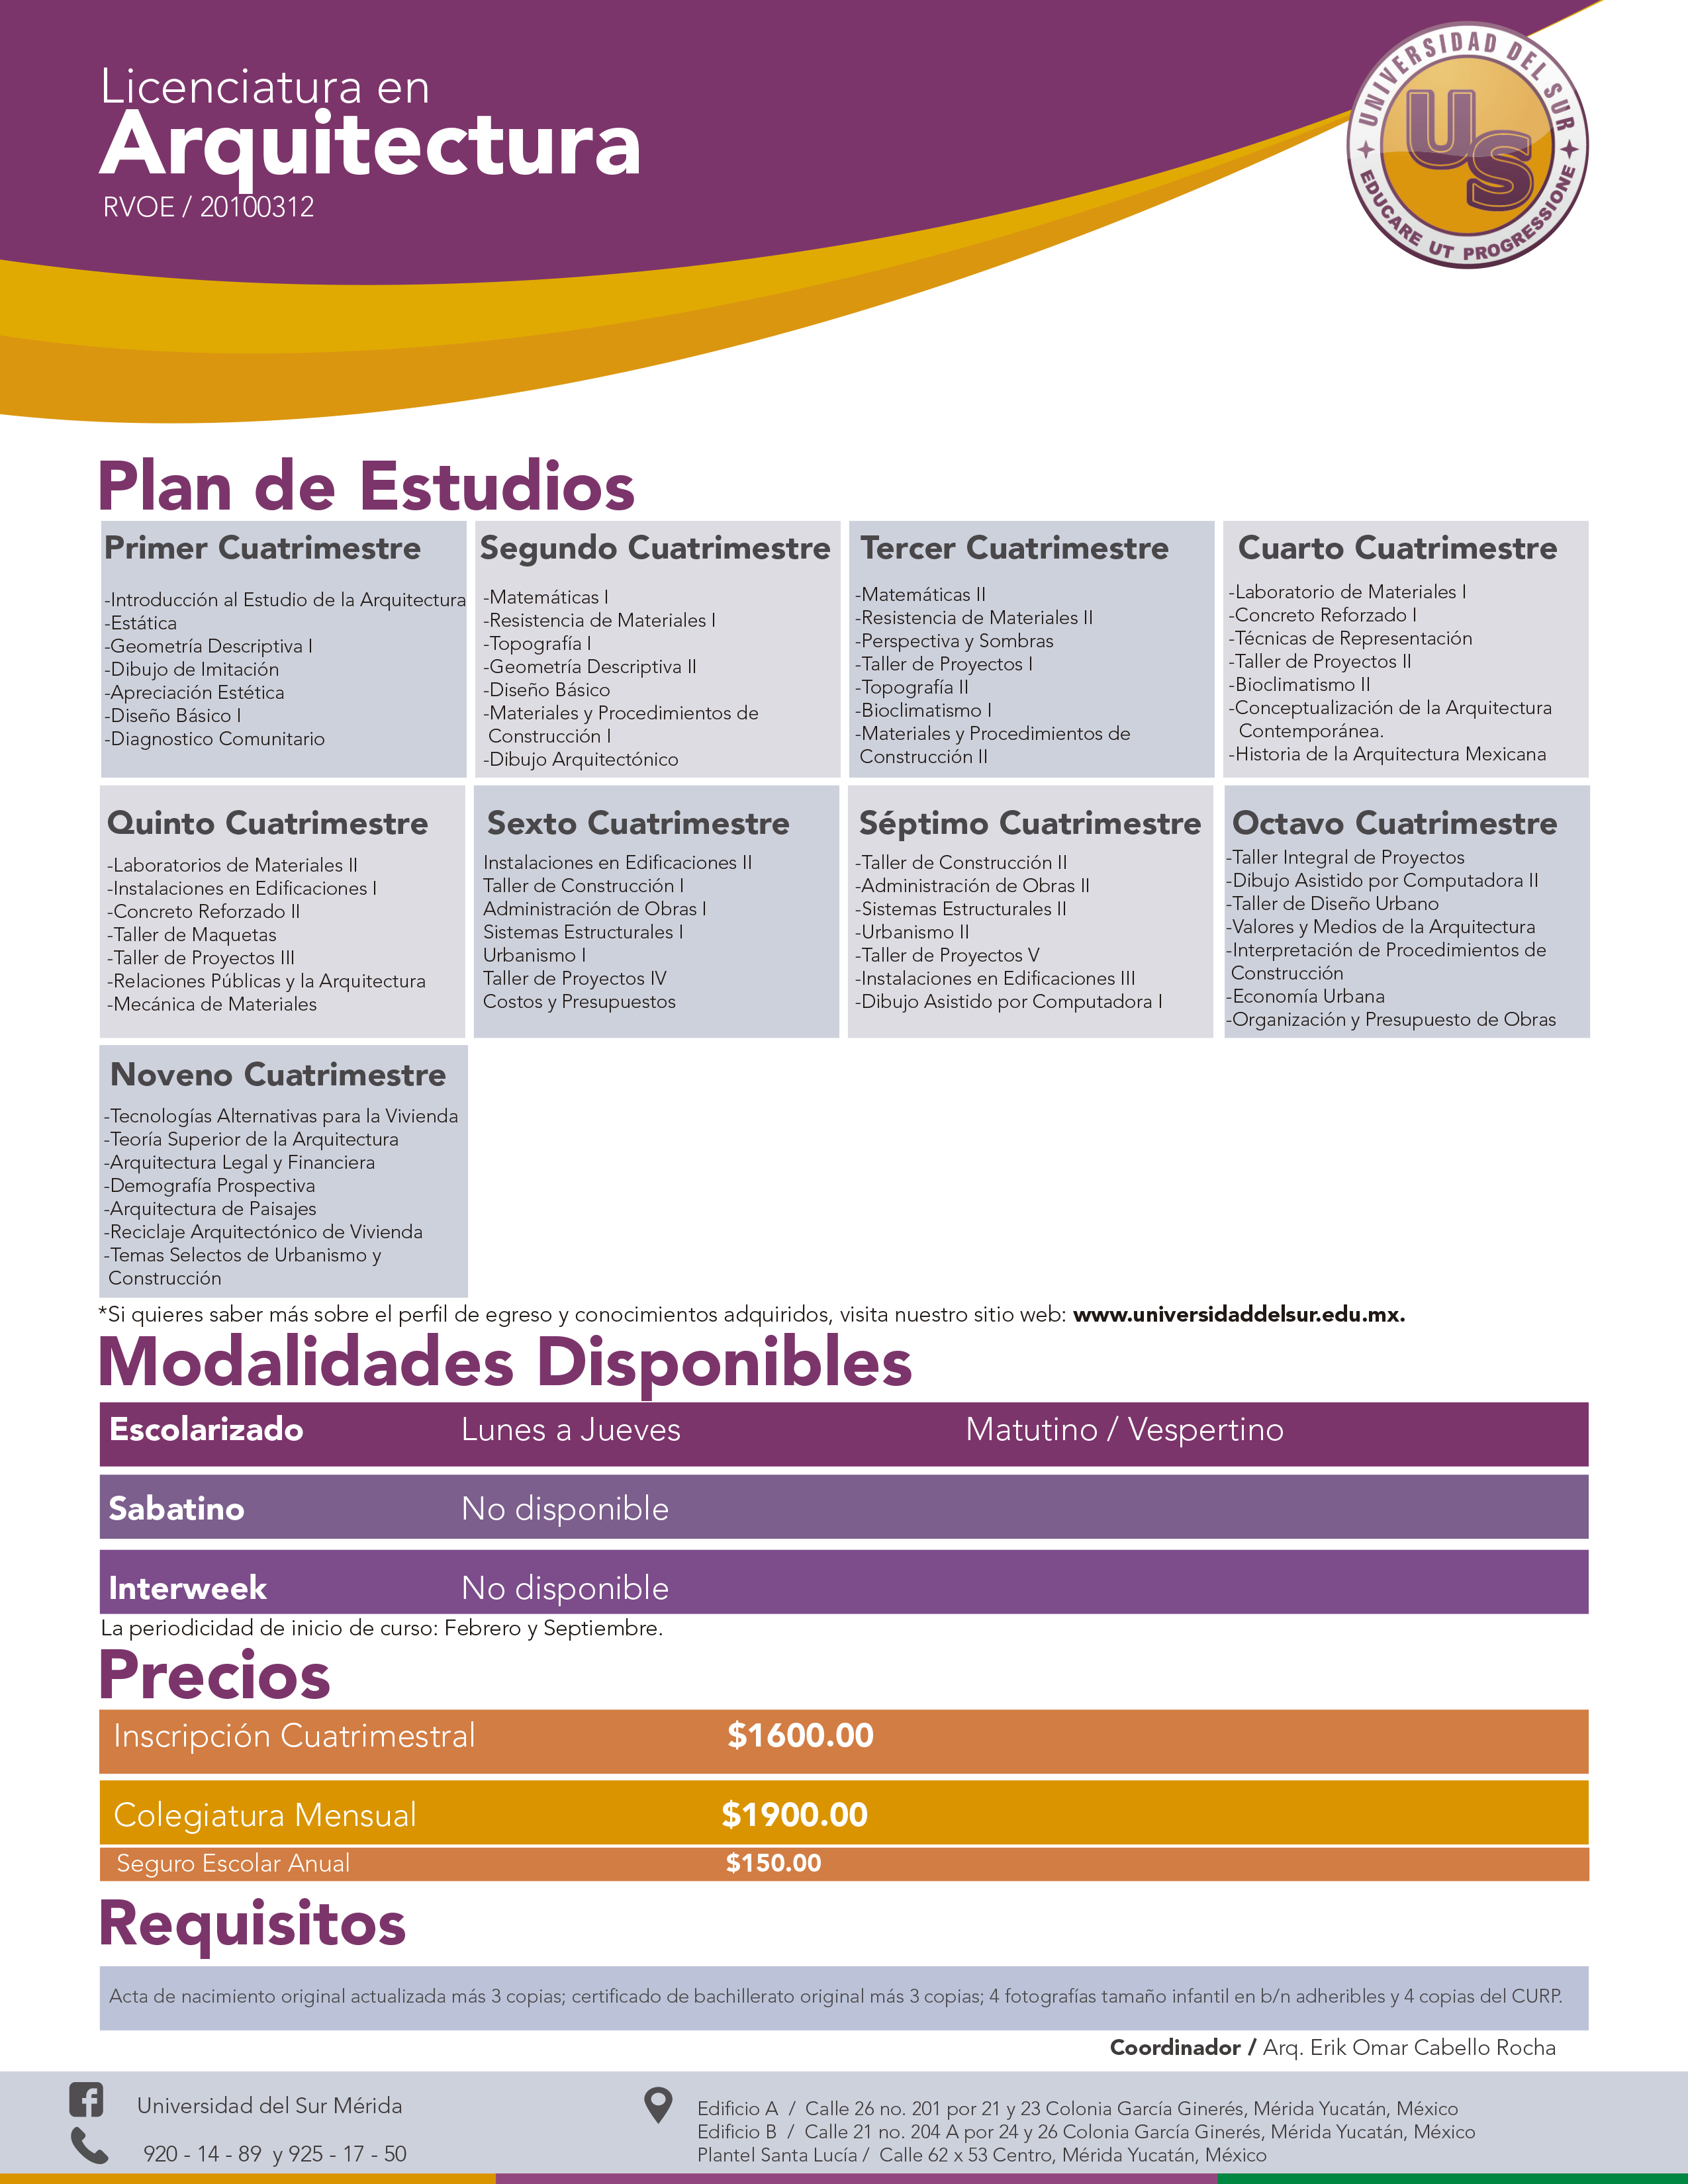 Licenciatura en
Arquitectura
RVOE / 20100312
UNIVERSIDAD DEL SUR
US
EDUCARE UT PROGRESSIONE
Plan de Estudios
Primer Cuatrimestre
-Introducción al Estudio de la Arquitectura
-Estática
-Geometría Descriptiva I
-Dibujo de Imitación
-Apreciación Estética
-Diseño Básico I
-Diagnostico Comunitario
Segundo Cuatrimestre
-Matemáticas I
-Resistencia de Materiales I
-Topografía I
-Geometría Descriptiva II
-Diseño Básico
-Materiales y Procedimientos de
Construcción I
-Dibujo Arquitectónico
Tercer Cuatrimestre
-Matemáticas II
-Resistencia de Materiales II
-Perspectiva y Sombras
-Taller de Proyectos I
-Topografía II
-Bioclimatismo I
-Materiales y Procedimientos de
Construcción II
Cuarto Cuatrimestre
-Laboratorio de Materiales I
-Concreto Reforzado I
-Técnicas de Representación
-Taller de Proyectos II
-Bioclimatismo II
-Conceptualización de la Arquitectura
Contemporánea.
-Historia de la Arquitectura Mexicana
Quinto Cuatrimestre
-Laboratorios de Materiales II
-Instalaciones en Edificaciones I
-Concreto Reforzado II
-Taller de Maquetas
-Taller de Proyectos III
-Relaciones Públicas y la Arquitectura
-Mecánica de Materiales
Sexto Cuatrimestre
Instalaciones en Edificaciones II
Taller de Construcción I
Administración de Obras I
Sistemas Estructurales I
Urbanismo I
Taller de Proyectos IV
Costos y Presupuestos
Séptimo Cuatrimestre
-Taller de Construcción II
-Administración de Obras II
-Sistemas Estructurales II
-Urbanismo II
-Taller de Proyectos V
-Instalaciones en Edificaciones III
-Dibujo Asistido por Computadora I
Octavo Cuatrimestre
-Taller Integral de Proyectos
-Dibujo Asistido por Computadora II
-Taller de Diseño Urbano
-Valores y Medios de la Arquitectura
-Interpretación de Procedimientos de
Construcción
-Economía Urbana
-Organización y Presupuesto de Obras
Noveno Cuatrimestre
-Tecnologías Alternativas para la Vivienda
-Teoría Superior de la Arquitectura
-Arquitectura Legal y Financiera
-Demografía Prospectiva
-Arquitectura de Paisajes
-Reciclaje Arquitectónico de Vivienda
-Temas Selectos de Urbanismo y
Construcción
*Si quieres saber más sobre el perfil de egreso y conocimientos adquiridos, visita nuestro sitio web: www.universidaddelsur.edu.mx.
Modalidades Disponibles
Escolarizado Lunes a Jueves Matutino / Vespertino
Sabatino No disponible
Interweek No disponible
La periodicidad de inicio de curso: Febrero y Septiembre.
Precios
Inscripción Cuatrimestral $1600.00
Colegiatura Mensual $1900.00
Seguro Escolar Anual $150.00
Requisitos
Acta de nacimiento original actualizada más 3 copias; certificado de bachillerato original más 3 copias; 4 fotografías tamaño infantil en b/n adheribles y 4 copias del CURP.
Coordinador / Arq. Erik Omar Cabello Rocha
Universidad del Sur Mérida
920 - 14 - 89 y 925 - 17 - 50
Edificio A / Calle 26 no. 201 por 21 y 23 Colonia García Ginerés, Mérida Yucatán, México
Edificio B / Calle 21 no. 204 A por 24 y 26 Colonia García Ginerés, Mérida Yucatán, México
Plantel Santa Lucía / Calle 62 x 53 Centro, Mérida Yucatán, México